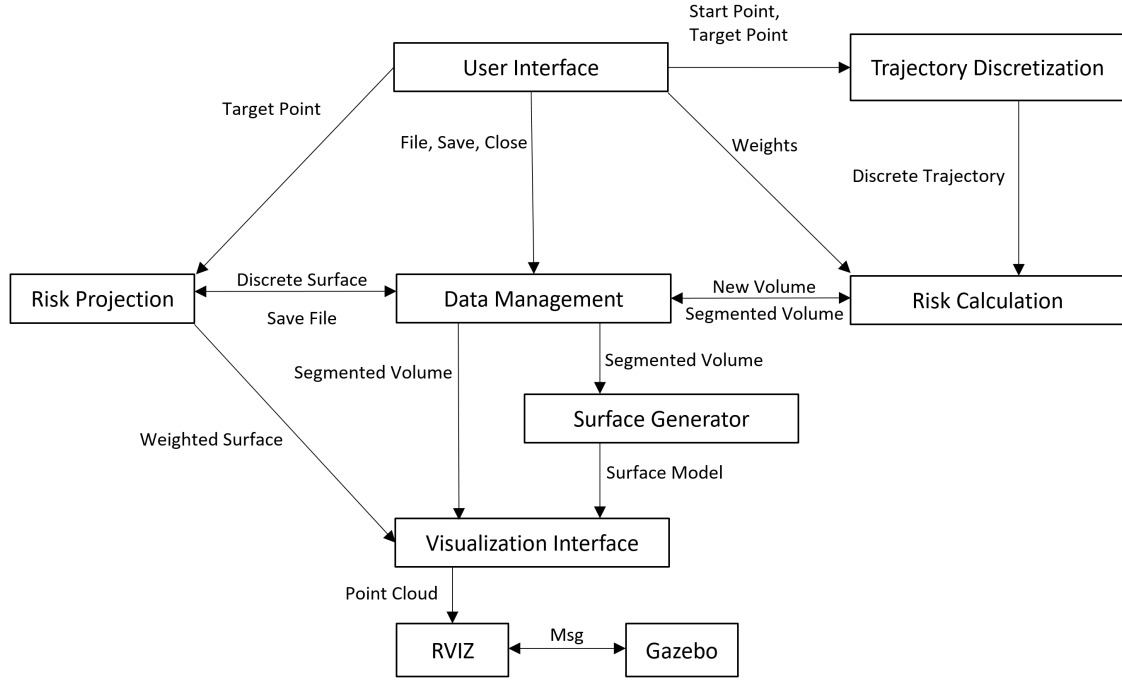 Start Point,
Target Point
User Interface
Trajectory Discretization
Target Point
File, Save, Close
Weights
Discrete Trajectory
Risk Projection
Discrete Surface
Save File
Data Management
New Volume
Segmented Volume
Risk Calculation
Segmented Volume
Segmented Volume
Surface Generator
Weighted Surface
Surface Model
Visualization Interface
Point Cloud
RVIZ
Msg
Gazebo